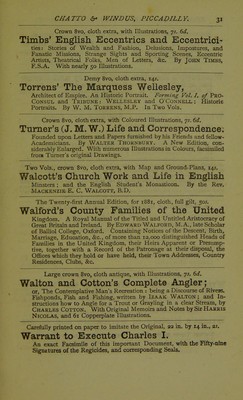 CHATTO & WINDUS, PICCADILLY. 31
Crown 8vo, cloth extra, with Illustrations, 7s. 6d.
Timbs' English Eccentrics and Eccentrici-
ties: Stories of Wealth and Fashion, Delusions, Impostures, and
Fanatic Missions, Strange Sights and Sporting Scenes, Eccentric
Artists, Theatrical Folks, Men of Letters, &c. By JOHN TIMBS,
F.S.A. With nearly 50 Illustrations.
Demy 8vo, cloth extra, 14s.
Torrens' The Marquess Wellesley,
Architect of Empire. An Historic Portrait. Forming Vol. I. of PRO-
CONSUL and TRIBUNE: WELLESLEY and O'CONNELL: Historic
Portraits. By W. M. TORRENS, M.P. In Two Vols.
Crown 8vo, cloth extra, with Coloured Illustrations, 7s. 6d.
Turner's (J. M. W.) Life and Correspondence:
Founded upon Letters and Papers furnished by his Friends and fellow-
Academicians. By WALTER THORNBURY. A New Edition, con-
siderably Enlarged. With numerous Illustrations in Colours, facsimiled
from Turner's original Drawings.
Two Vols., crown 8vo, cloth extra, with Map and Ground-Plans, 14s.
Walcott's Church Work and Life in English
Minsters; and the English Student's Monasticon. By the Rev.
MACKENZIE E. C. WALCOTT, B.D.
The Twenty-first Annual Edition, for 1881, cloth, full gilt, 50s.
Walford's County Families of the United
Kingdom. A Royal Manual of the Titled and Untitled Aristocracy of
Great Britain and Ireland. By EDWARD WALFORD, M.A., late Scholar
of Balliol College, Oxford. Containing Notices of the Descent, Birth,
Marriage, Education, &c., of more than 12,000 distinguished Heads of
Families in the United Kingdom, their Heirs Apparent or Presump-
tive, together with a Record of the Patronage at their disposal, the
Offices which they hold or have held, their Town Addresses, Country
Residences, Clubs, &c.
Large crown 8vo, cloth antique, with Illustrations, 7s. 6d.
Walton and Cotton's Complete Angler;
or, The Contemplative Man's Recreation: being a Discourse of Rivers,
Fishponds, Fish and Fishing, written by IZAAK WALTON; and In-
structions how to Angle for a Trout or Grayling in a clear Stream, by
CHARLES COTTON. With Original Memoirs and Notes by Sir HARRIS
NICOLAS, and 61 Copperplate Illustrations.
Carefully printed on paper to imitate the Original, 22 in. by 14 in., 2s.
Warrant to Execute Charles I.
An exact Facsimile of this important Document, with the Fifty-nine
Signatures of the Regicides, and corresponding Seals.